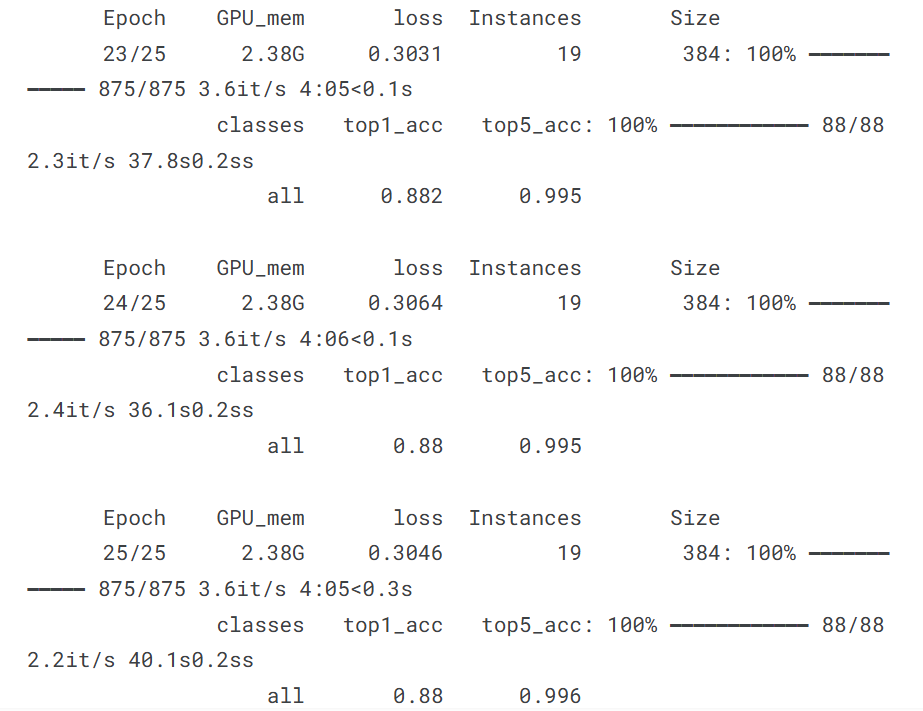 Epoch GPU_mem loss Instances Size
23/25 2.38G 0.3031 19 384: 100% ━━━━━━━
━━━━━ 875/875 3.6it/s 4:05<0.1s
classes top1_acc top5_acc: 100% ━━━━━━━━━━━━ 88/88
2.3it/s 37.8s0.2ss
all 0.882 0.995
Epoch GPU_mem loss Instances Size
24/25 2.38G 0.3064 19 384: 100% ━━━━━━━
━━━━━ 875/875 3.6it/s 4:06<0.1s
classes top1_acc top5_acc: 100% ━━━━━━━━━━━━ 88/88
2.4it/s 36.1s0.2ss
all 0.88 0.995
Epoch GPU_mem loss Instances Size
25/25 2.38G 0.3046 19 384: 100% ━━━━━━━
━━━━━ 875/875 3.6it/s 4:05<0.3s
classes top1_acc top5_acc: 100% ━━━━━━━━━━━━ 88/88
2.2it/s 40.1s0.2ss
all 0.88 0.996